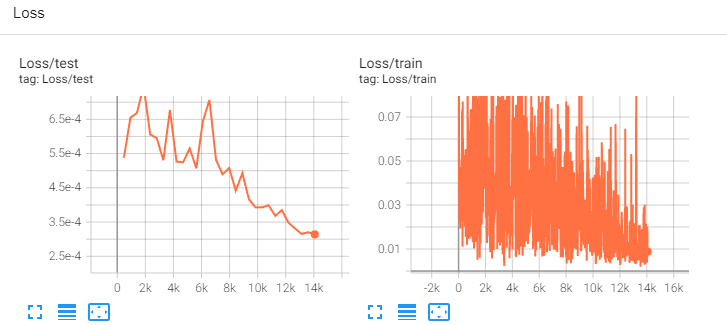 Loss
Loss/test
tag: Loss/test
6.5e-4
5.5e-4
4.5e-4
3.5e-4
2.5e-4
0 2k 4k 6k 8k 10k 12k 14k
Loss/train
tag: Loss/train
0.07
0.05
0.03
0.01
-2k 0 2k 4k 6k 8k 10k 12k 14k 16k